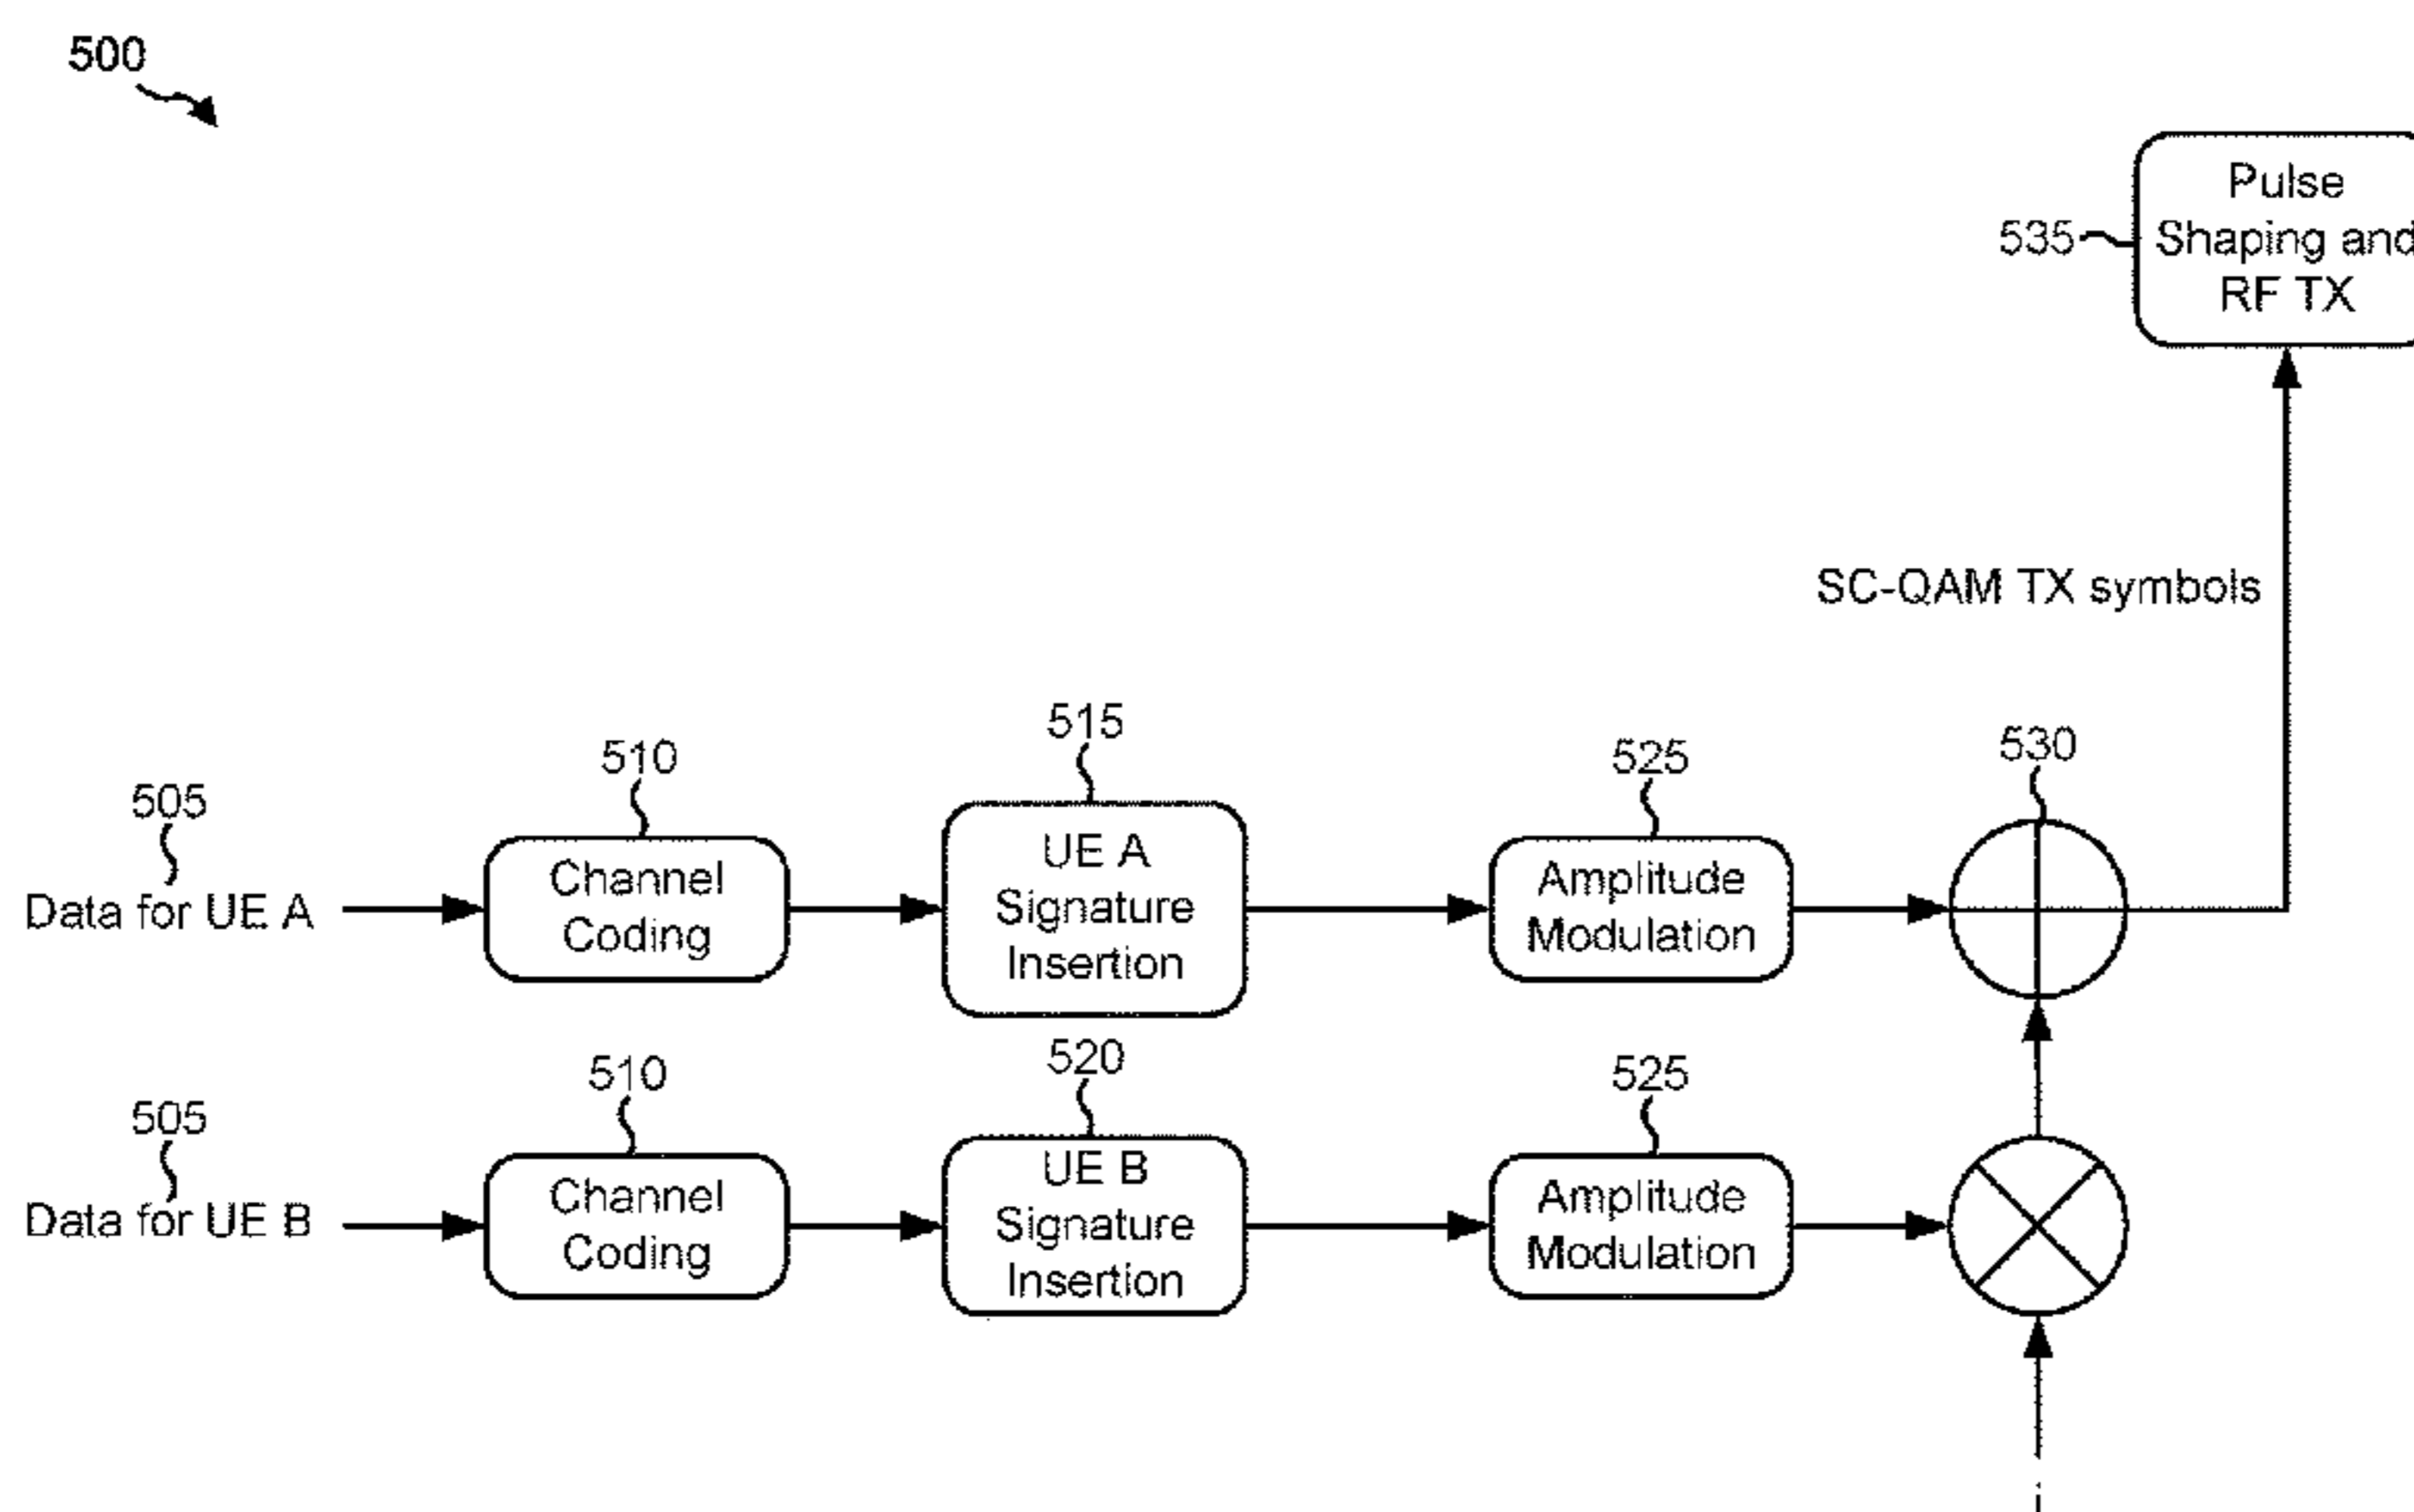 500
Pulse
535
Shaping and
RF TX
SC-QAM TX symbols
515
510
525
530
505
UE A
Channel
Amplitude
Data for UE A
Signature
Coding
Modulation
Insertion
520
510
525
505
UE B
Channel
Amplitude
Data for UE B
Signature
Coding
Modulation
Insertion